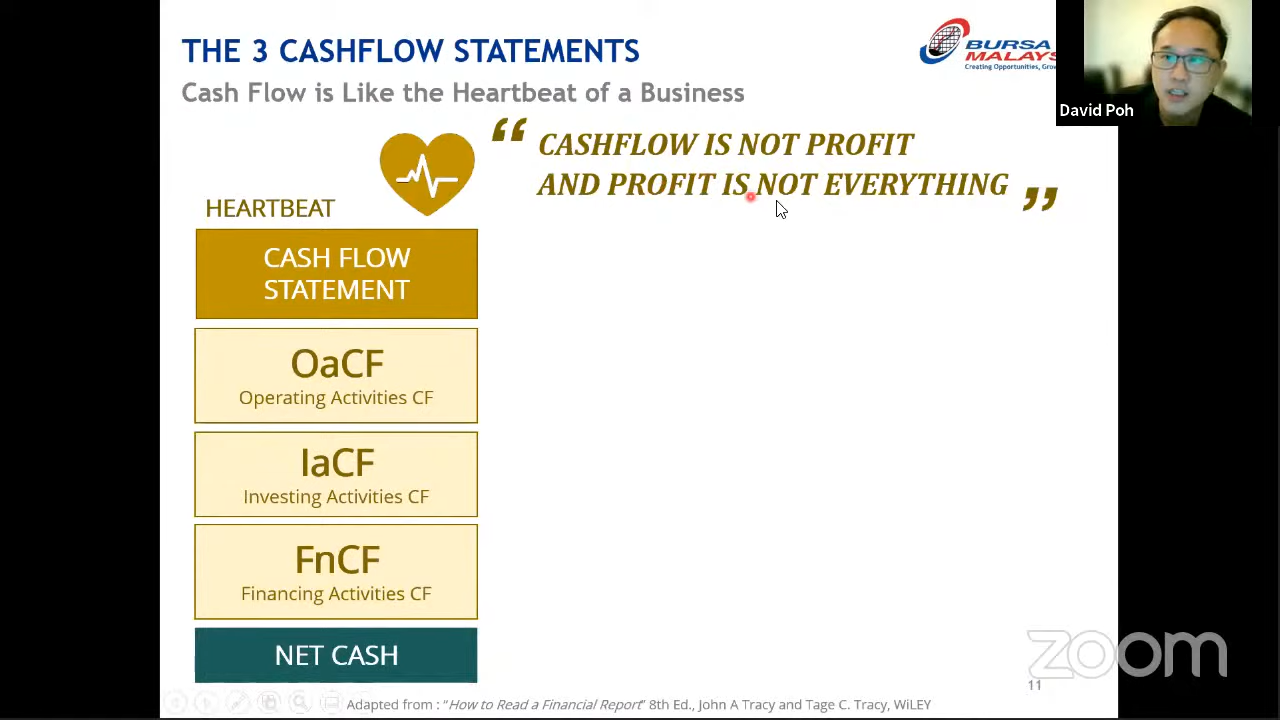 THE 3 CASHFLOW STATEMENTS
Cash Flow is Like the Heartbeat of a Business
BURSA
MALAYS
Creating Opportunities, Grow
David Poh
“ CASHFLOW IS NOT PROFIT
AND PROFIT IS NOT EVERYTHING ”
HEARTBEAT
CASH FLOW
STATEMENT
OaCF
Operating Activities CF
IaCF
Investing Activities CF
FnCF
Financing Activities CF
NET CASH
zoom
11
Adapted from : “How to Read a Financial Report” 8th Ed., John A Tracy and Tage C. Tracy, WiLEY